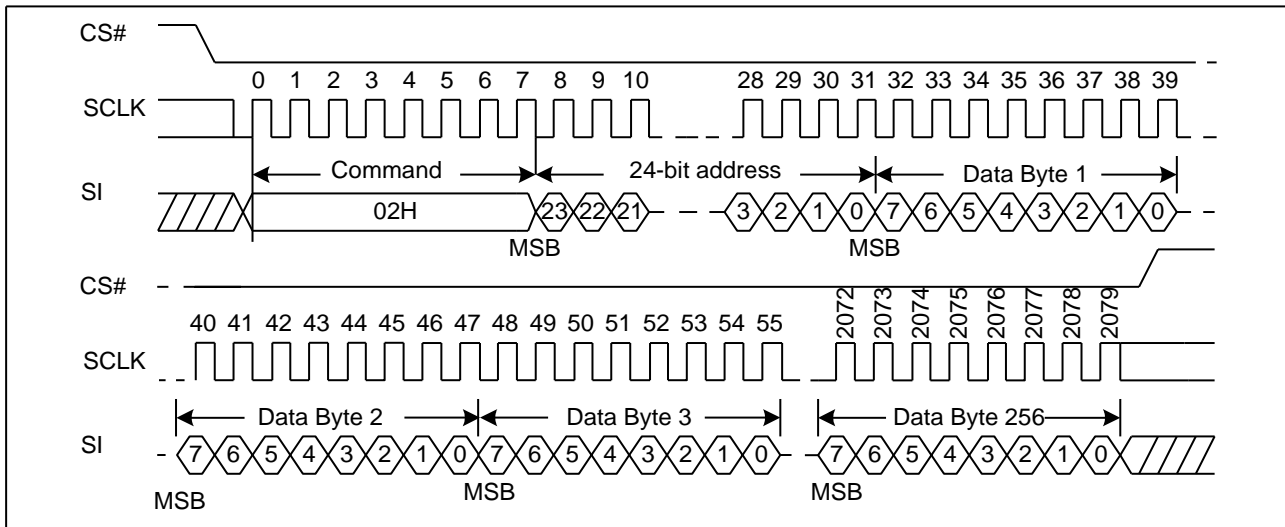 CS#
0 1 2 3 4 5 6 7 8 9 10 28 29 30 31 32 33 34 35 36 37 38 39
SCLK
Command 24-bit address Data Byte 1
SI
02H 23 22 21 3 2 1 0 7 6 5 4 3 2 1 0
MSB MSB
CS#
40 41 42 43 44 45 46 47 48 49 50 51 52 53 54 55 2072 2073 2074 2075 2076 2077 2078 2079
SCLK
Data Byte 2 Data Byte 3 Data Byte 256
SI
7 6 5 4 3 2 1 0 7 6 5 4 3 2 1 0 7 6 5 4 3 2 1 0
MSB MSB MSB